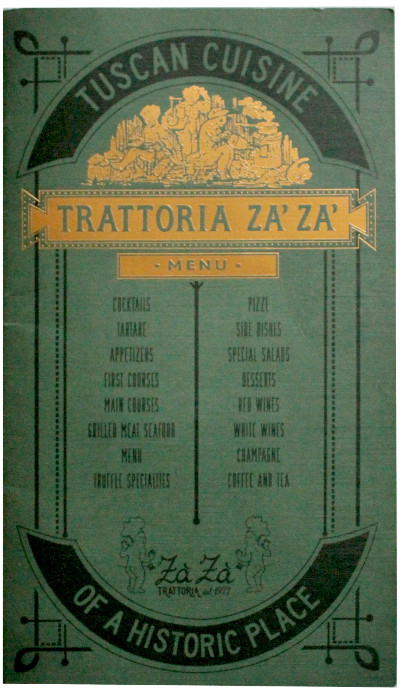 TUSCAN CUISINE
TRATTORIA ZA' ZA'
• MENU •
COCKTAILS
TARTARE
APPETIZERS
FIRST COURSES
MAIN COURSES
GRILLED MEAT SEAFOOD
MENU
TRUFFLE SPECIALITIES
PIZZE
SIDE DISHES
SPECIAL SALADS
DESSERTS
RED WINES
WHITE WINES
CHAMPAGNE
COFFEE AND TEA
Zà Zà
TRATTORIA dal 1977
OF A HISTORIC PLACE